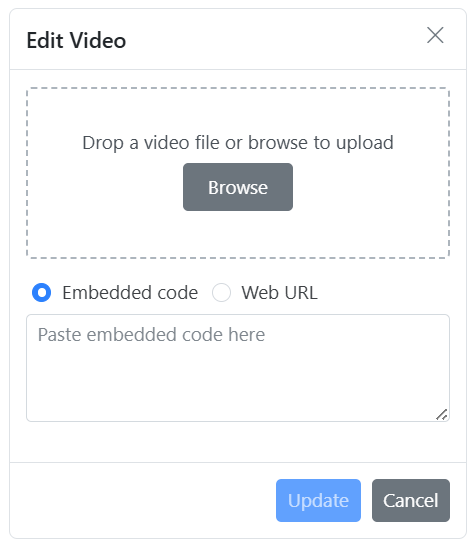 Edit Video
Drop a video file or browse to upload
Browse
Embedded code Web URL
Paste embedded code here
Update Cancel